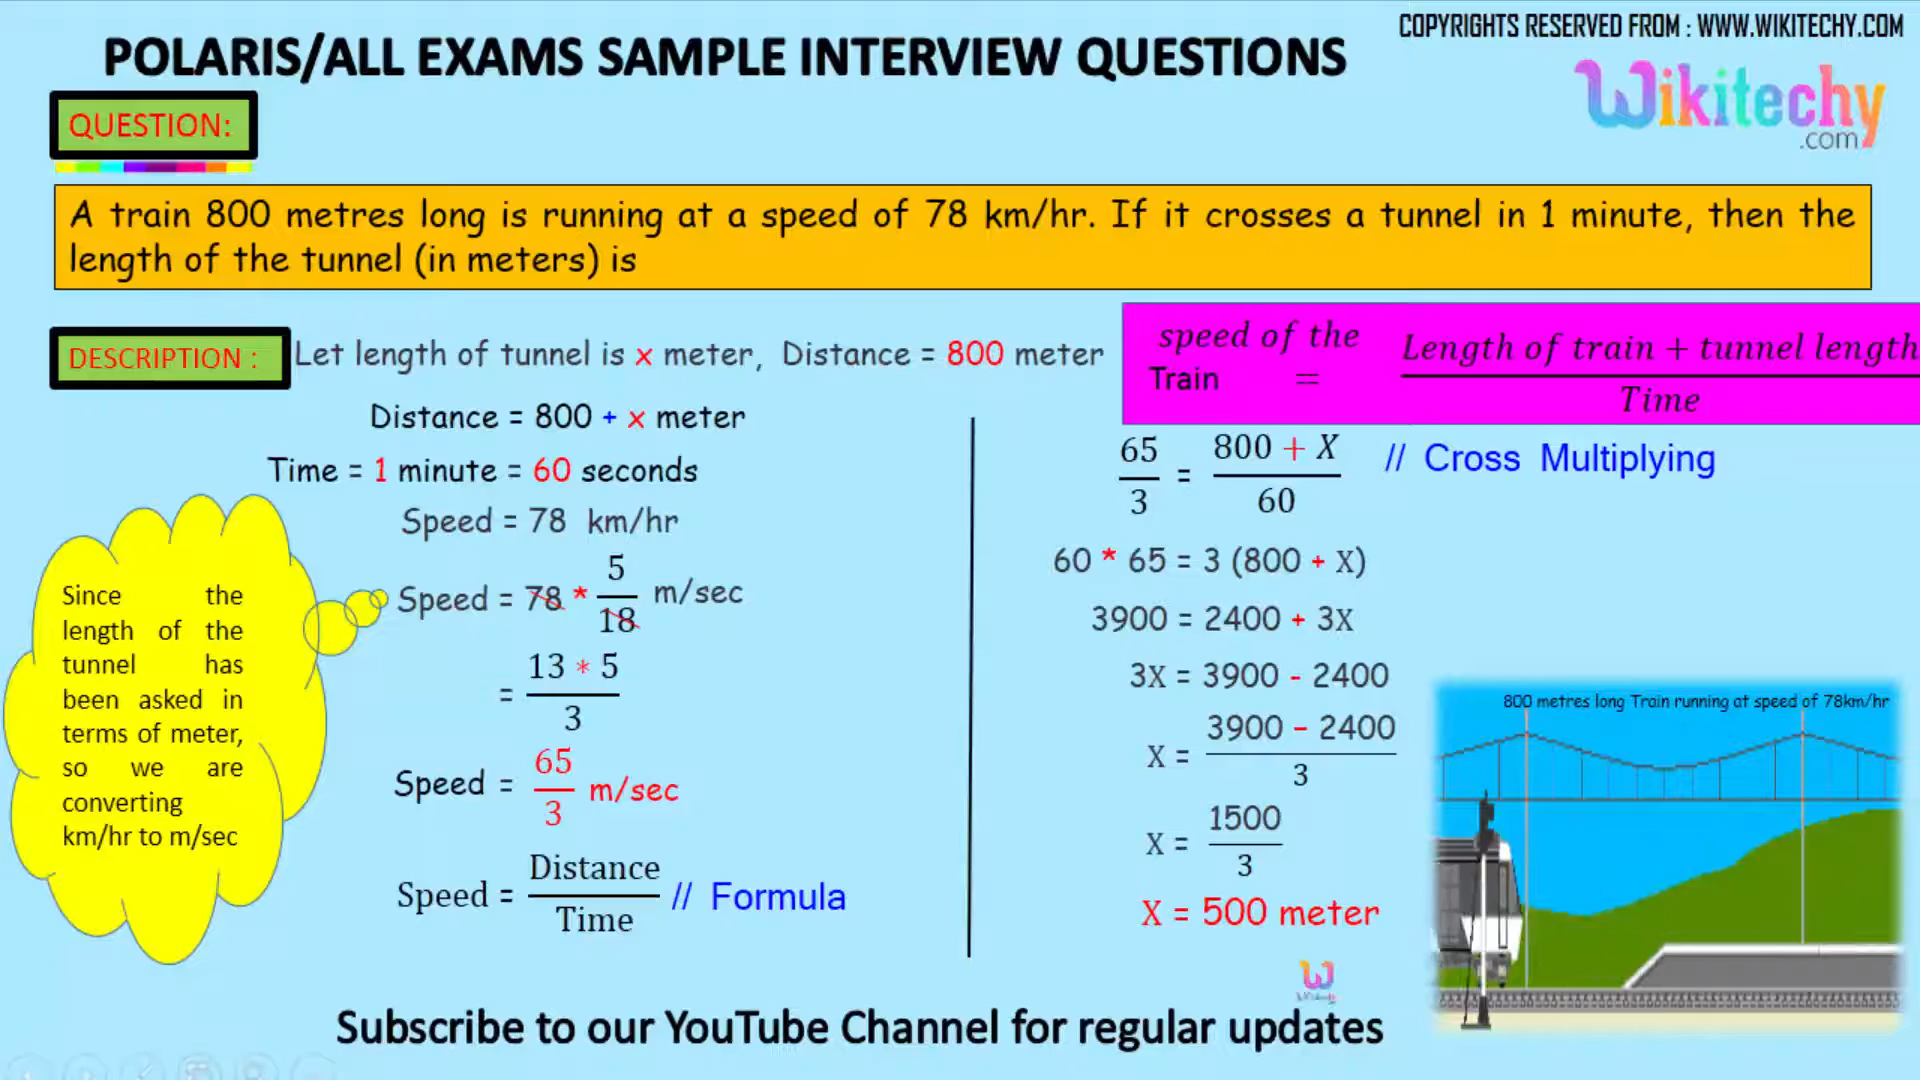 COPYRIGHTS RESERVED FROM : WWW.WIKITECHY.COM
POLARIS/ALL EXAMS SAMPLE INTERVIEW QUESTIONS
Wikitechy
.com
QUESTION:
A train 800 metres long is running at a speed of 78 km/hr. If it crosses a tunnel in 1 minute, then the
length of the tunnel (in meters) is
DESCRIPTION :
Let length of tunnel is x meter, Distance = 800 meter
Distance = 800 + x meter
Time = 1 minute = 60 seconds
Speed = 78 km/hr
Speed = 78 * 5/18 m/sec
= 13 * 5/3
Speed = 65/3 m/sec
Speed = Distance/Time // Formula
Since the
length of the
tunnel has
been asked in
terms of meter,
so we are
converting
km/hr to m/sec
speed of the
Train = Length of train + tunnel length/Time
65/3 = 800 + X/60 // Cross Multiplying
60 * 65 = 3 (800 + X)
3900 = 2400 + 3X
3X = 3900 - 2400
X = 3900 - 2400/3
X = 1500/3
X = 500 meter
800 metres long Train running at speed of 78km/hr
Subscribe to our YouTube Channel for regular updates